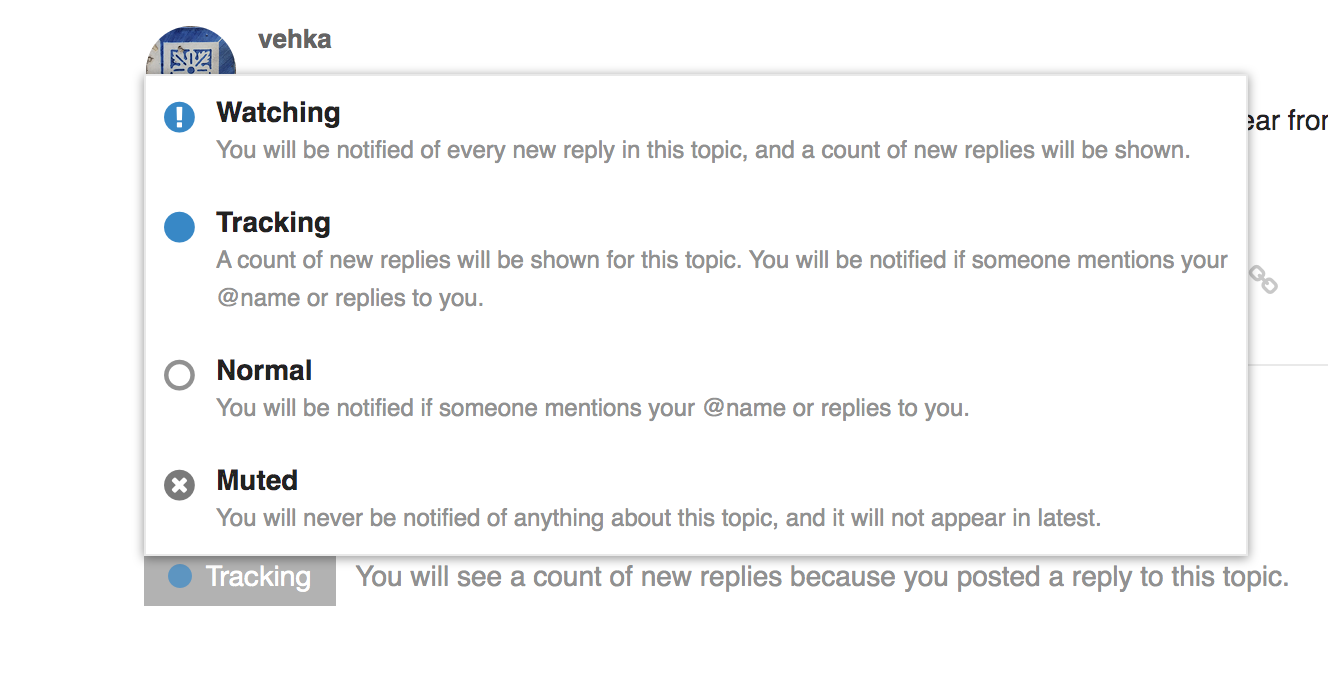 vehka
Watching
You will be notified of every new reply in this topic, and a count of new replies will be shown.
Tracking
A count of new replies will be shown for this topic. You will be notified if someone mentions your
@name or replies to you.
Normal
You will be notified if someone mentions your @name or replies to you.
Muted
You will never be notified of anything about this topic, and it will not appear in latest.
Tracking You will see a count of new replies because you posted a reply to this topic.